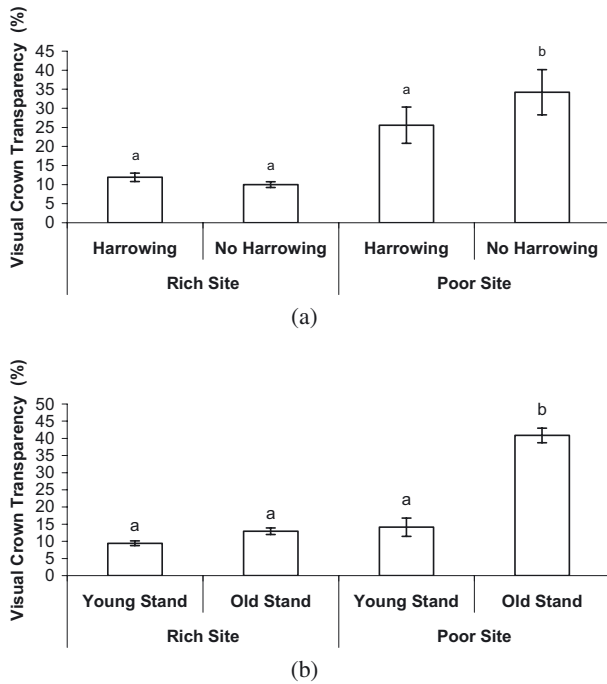 Visual Crown Transparency (%)
45
40
35
30
25
20
15
10
5
0
a
a
a
b
Harrowing No Harrowing Harrowing No Harrowing
Rich Site Poor Site
(a)
Visual Crown Transparency (%)
50
45
40
35
30
25
20
15
10
5
0
a
a
a
b
Young Stand Old Stand Young Stand Old Stand
Rich Site Poor Site
(b)